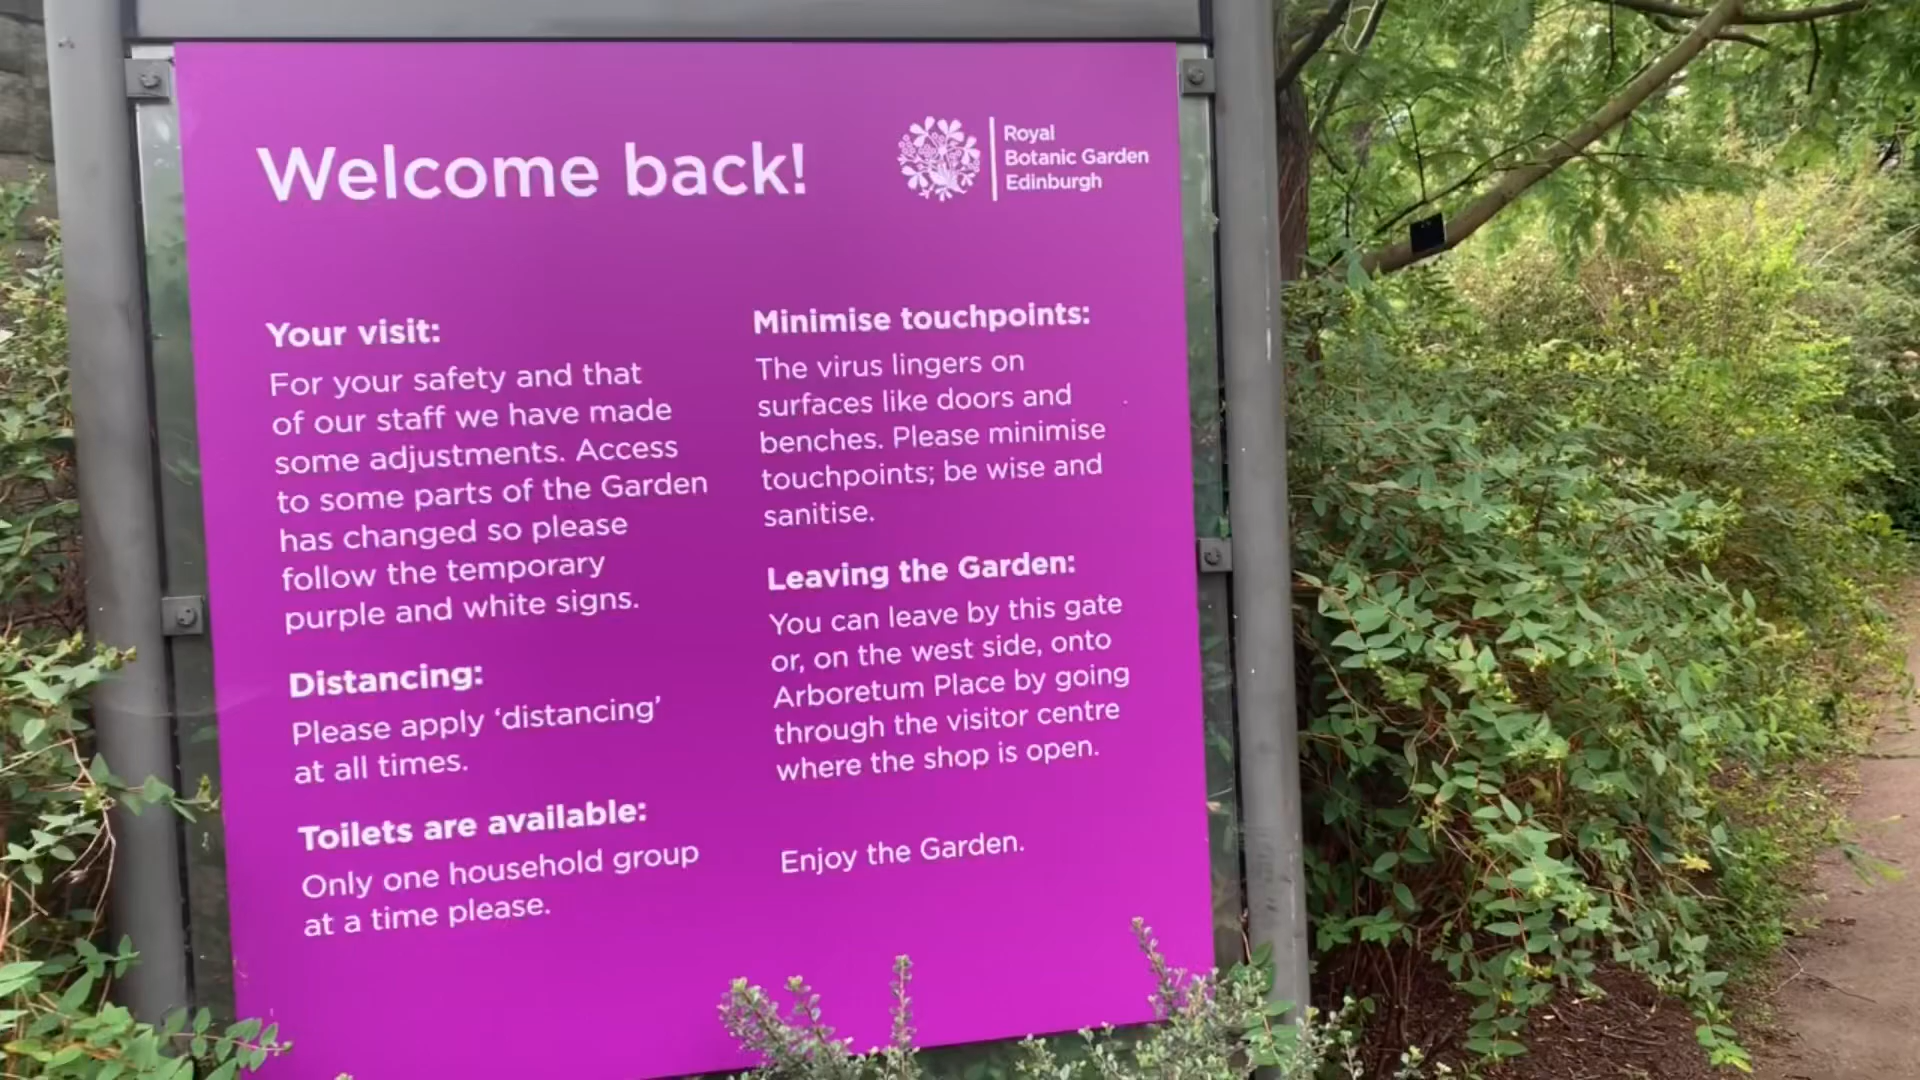 Welcome back!
Royal
Botanic Garden
Edinburgh
Your visit:
For your safety and that
of our staff we have made
some adjustments. Access
to some parts of the Garden
has changed so please
follow the temporary
purple and white signs.
Distancing:
Please apply ‘distancing’
at all times.
Toilets are available:
Only one household group
at a time please.
Minimise touchpoints:
The virus lingers on
surfaces like doors and
benches. Please minimise
touchpoints; be wise and
sanitise.
Leaving the Garden:
You can leave by this gate
or, on the west side, onto
Arboretum Place by going
through the visitor centre
where the shop is open.
Enjoy the Garden.